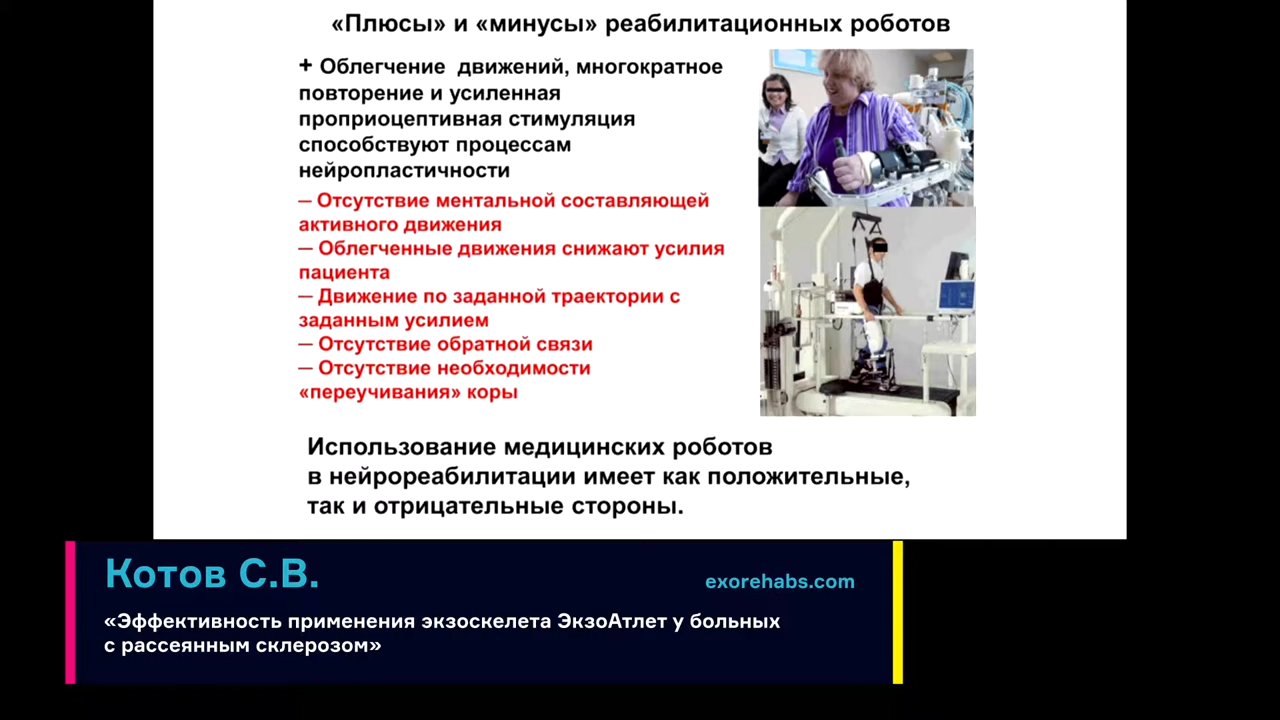 «Плюсы» и «минусы» реабилитационных роботов
+ Облегчение движений, многократное
повторение и усиленная
проприоцептивная стимуляция
способствуют процессам
нейропластичности
─ Отсутствие ментальной составляющей
активного движения
─ Облегченные движения снижают усилия
пациента
─ Движение по заданной траектории с
заданным усилием
─ Отсутствие обратной связи
─ Отсутствие необходимости
«переучивания» коры
Использование медицинских роботов
в нейрореабилитации имеет как положительные,
так и отрицательные стороны.
Котов С.В.
exorehabs.com
«Эффективность применения экзоскелета ЭкзоАтлет у больных
с рассеянным склерозом»